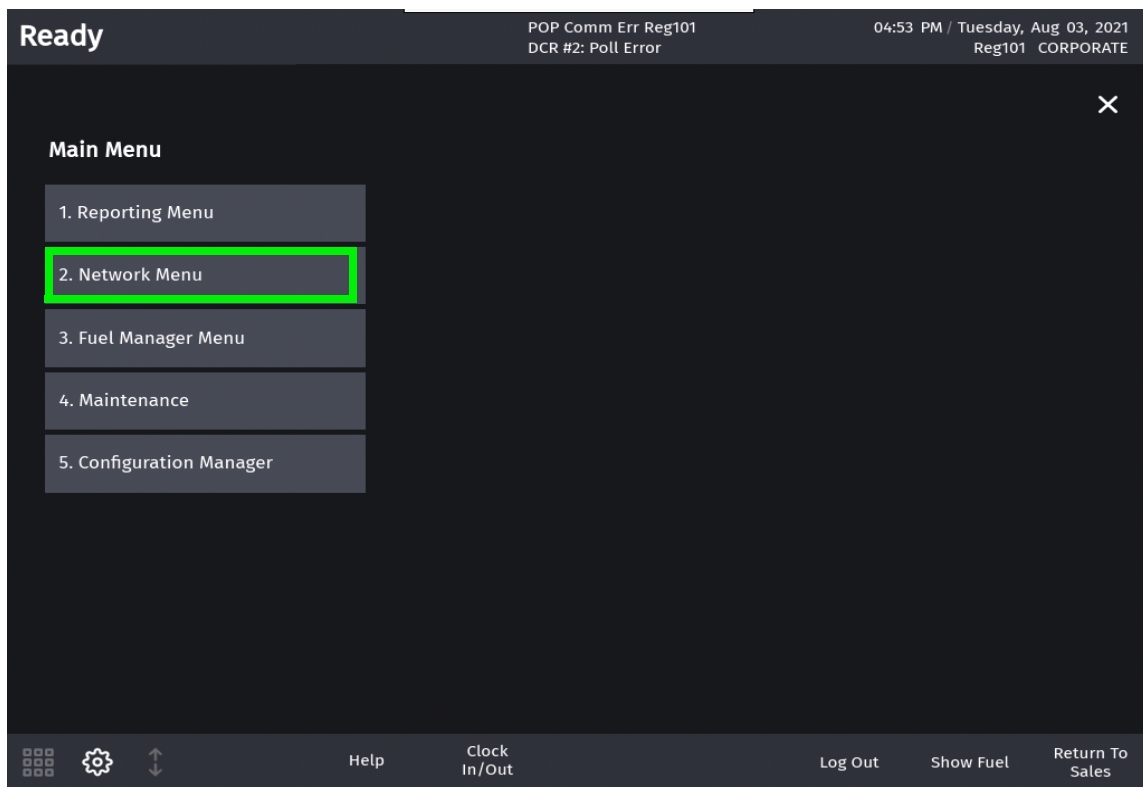 Ready
POP Comm Err Reg101
DCR #2: Poll Error
04:53 PM / Tuesday, Aug 03, 2021
Reg101 CORPORATE
Main Menu
1. Reporting Menu
2. Network Menu
3. Fuel Manager Menu
4. Maintenance
5. Configuration Manager
Help
Clock
In/Out
Log Out
Show Fuel
Return To
Sales